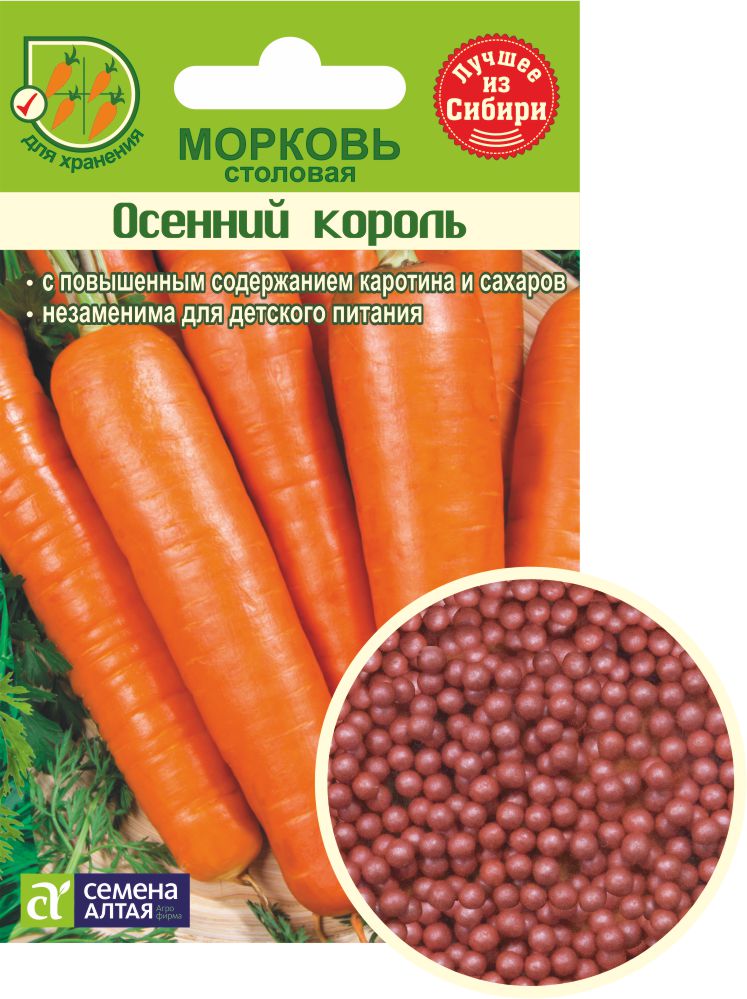 для хранения
Лучшее
из
Сибири
МОРКОВЬ
столовая
Осенний король
• с повышенным содержанием каротина и сахаров
• незаменима для детского питания
семена
Алтая
Агро
фирма